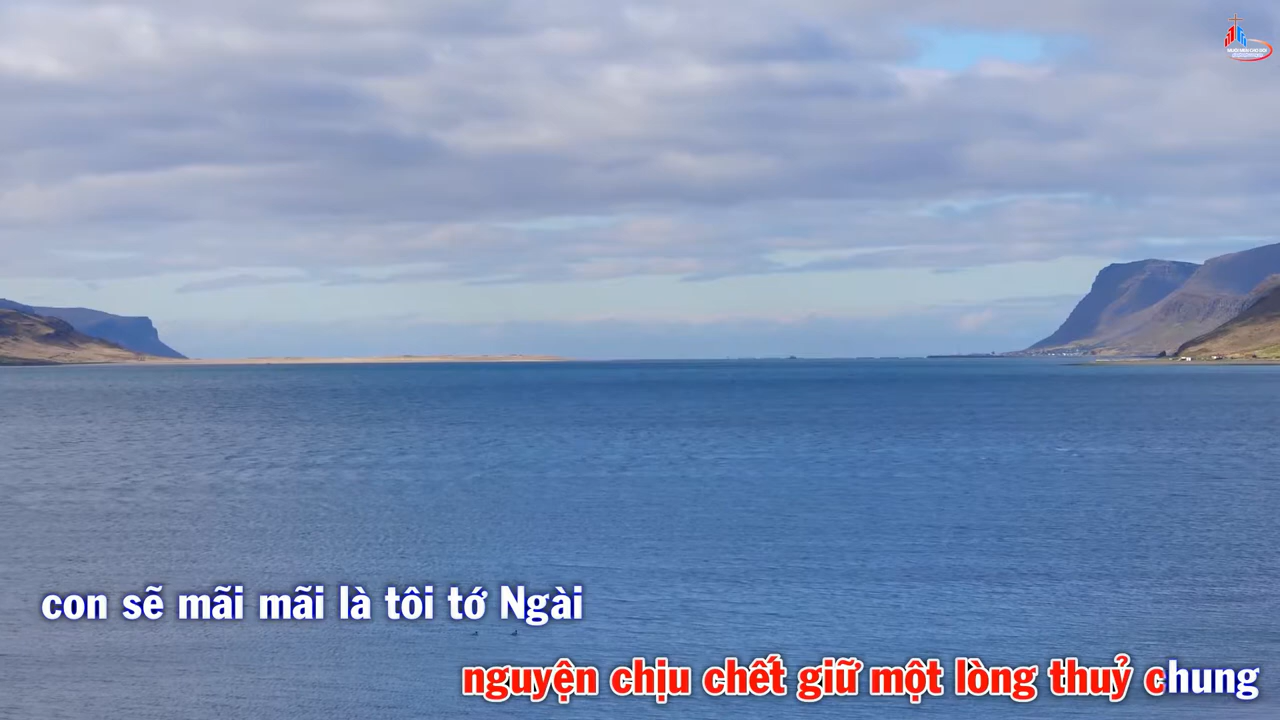 con sẽ mãi mãi là tôi tớ Ngài
nguyện chịu chết giữ một lòng thuỷ chung